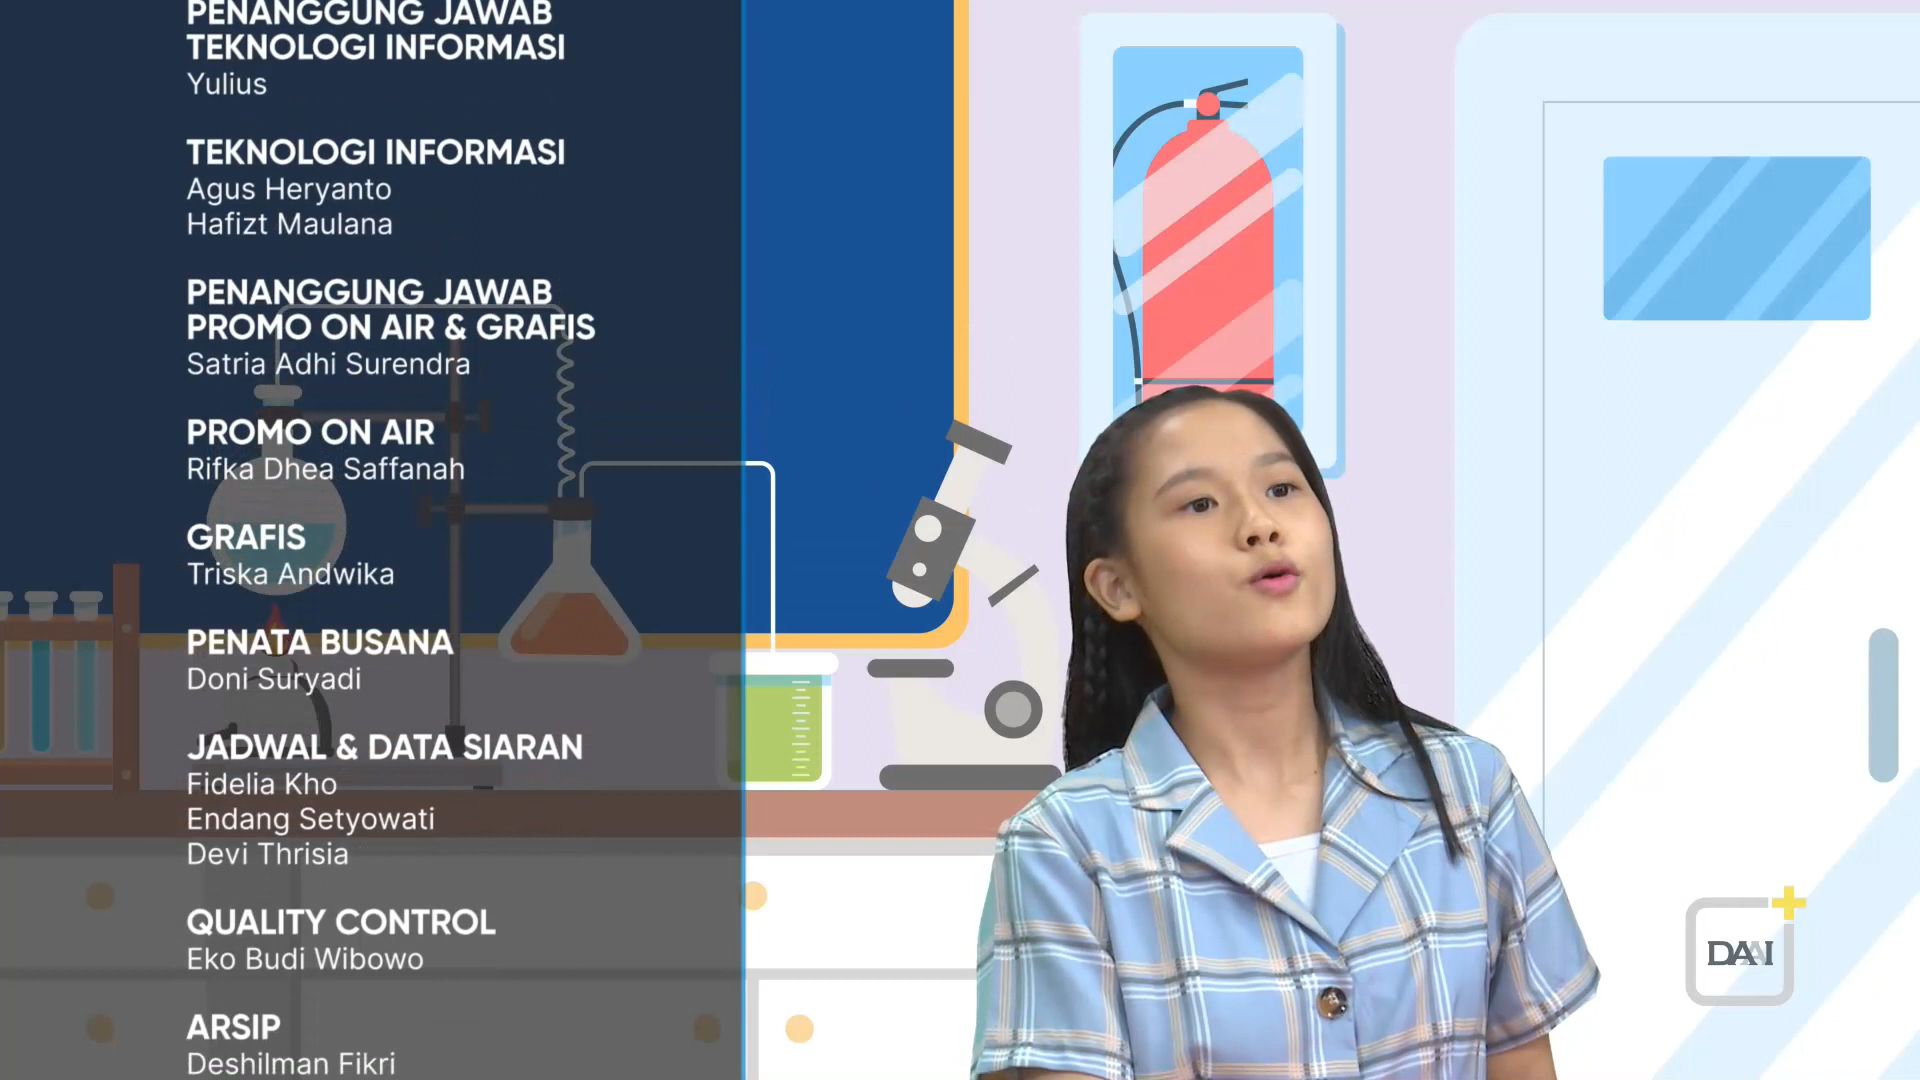 PENANGGUNG JAWAB
TEKNOLOGI INFORMASI
Yulius
TEKNOLOGI INFORMASI
Agus Heryanto
Hafizt Maulana
PENANGGUNG JAWAB
PROMO ON AIR & GRAFIS
Satria Adhi Surendra
PROMO ON AIR
Rifka Dhea Saffanah
GRAFIS
Triska Andwika
PENATA BUSANA
Doni Suryadi
JADWAL & DATA SIARAN
Fidelia Kho
Endang Setyowati
Devi Thrisia
QUALITY CONTROL
Eko Budi Wibowo
ARSIP
Deshilman Fikri
DAAI+